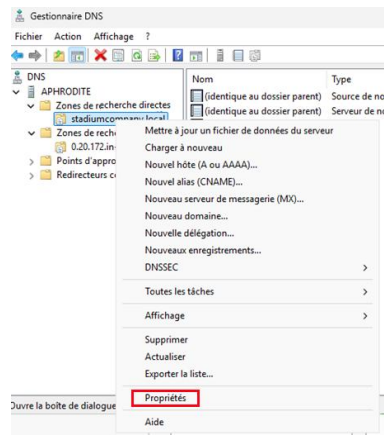 Gestionnaire DNS
Fichier Action Affichage ?
DNS
APHRODITE
Zones de recherche directes
stadiumcompany.local
Zones de reche
0.20.172.in-
Points d'appro
Redirecteurs co
Nom Type
(identique au dossier parent) Source de no
(identique au dossier parent) Serveur de n
Mettre à jour un fichier de données du serveur
Charger à nouveau
Nouvel hôte (A ou AAAA)...
Nouvel alias (CNAME)...
Nouveau serveur de messagerie (MX)...
Nouveau domaine...
Nouvelle délégation...
Nouveaux enregistrements...
DNSSEC >
Toutes les tâches >
Affichage >
Supprimer
Actualiser
Exporter la liste...
Propriétés
Aide
Ouvre la boîte de dialogue